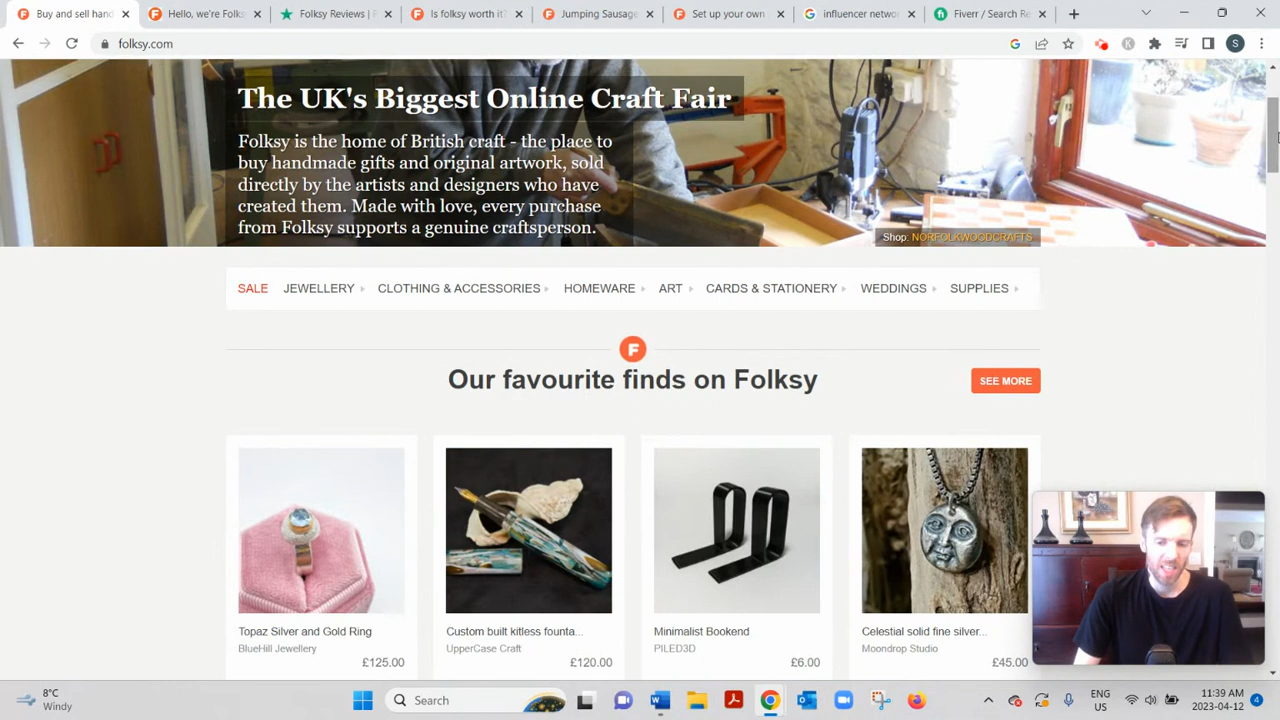 Buy and sell hand
Hello, we're Folks
Folksy Reviews | R
Is folksy worth it?
Jumping Sausage
Set up your own
influencer netwo
Fiverr / Search Re
folksy.com
The UK's Biggest Online Craft Fair
Folksy is the home of British craft - the place to
buy handmade gifts and original artwork, sold
directly by the artists and designers who have
created them. Made with love, every purchase
from Folksy supports a genuine craftsperson.
Shop: NORFOLKWOODCRAFTS
SALE JEWELLERY CLOTHING & ACCESSORIES HOMEWARE ART CARDS & STATIONERY WEDDINGS SUPPLIES
F
Our favourite finds on Folksy
SEE MORE
Topaz Silver and Gold Ring
BlueHill Jewellery
£125.00
Custom built kitless founta...
UpperCase Craft
£120.00
Minimalist Bookend
PILED3D
£6.00
Celestial solid fine silver...
Moondrop Studio
£45.00
8°C
Windy
Search
ENG
US
11:39 AM
2023-04-12
4